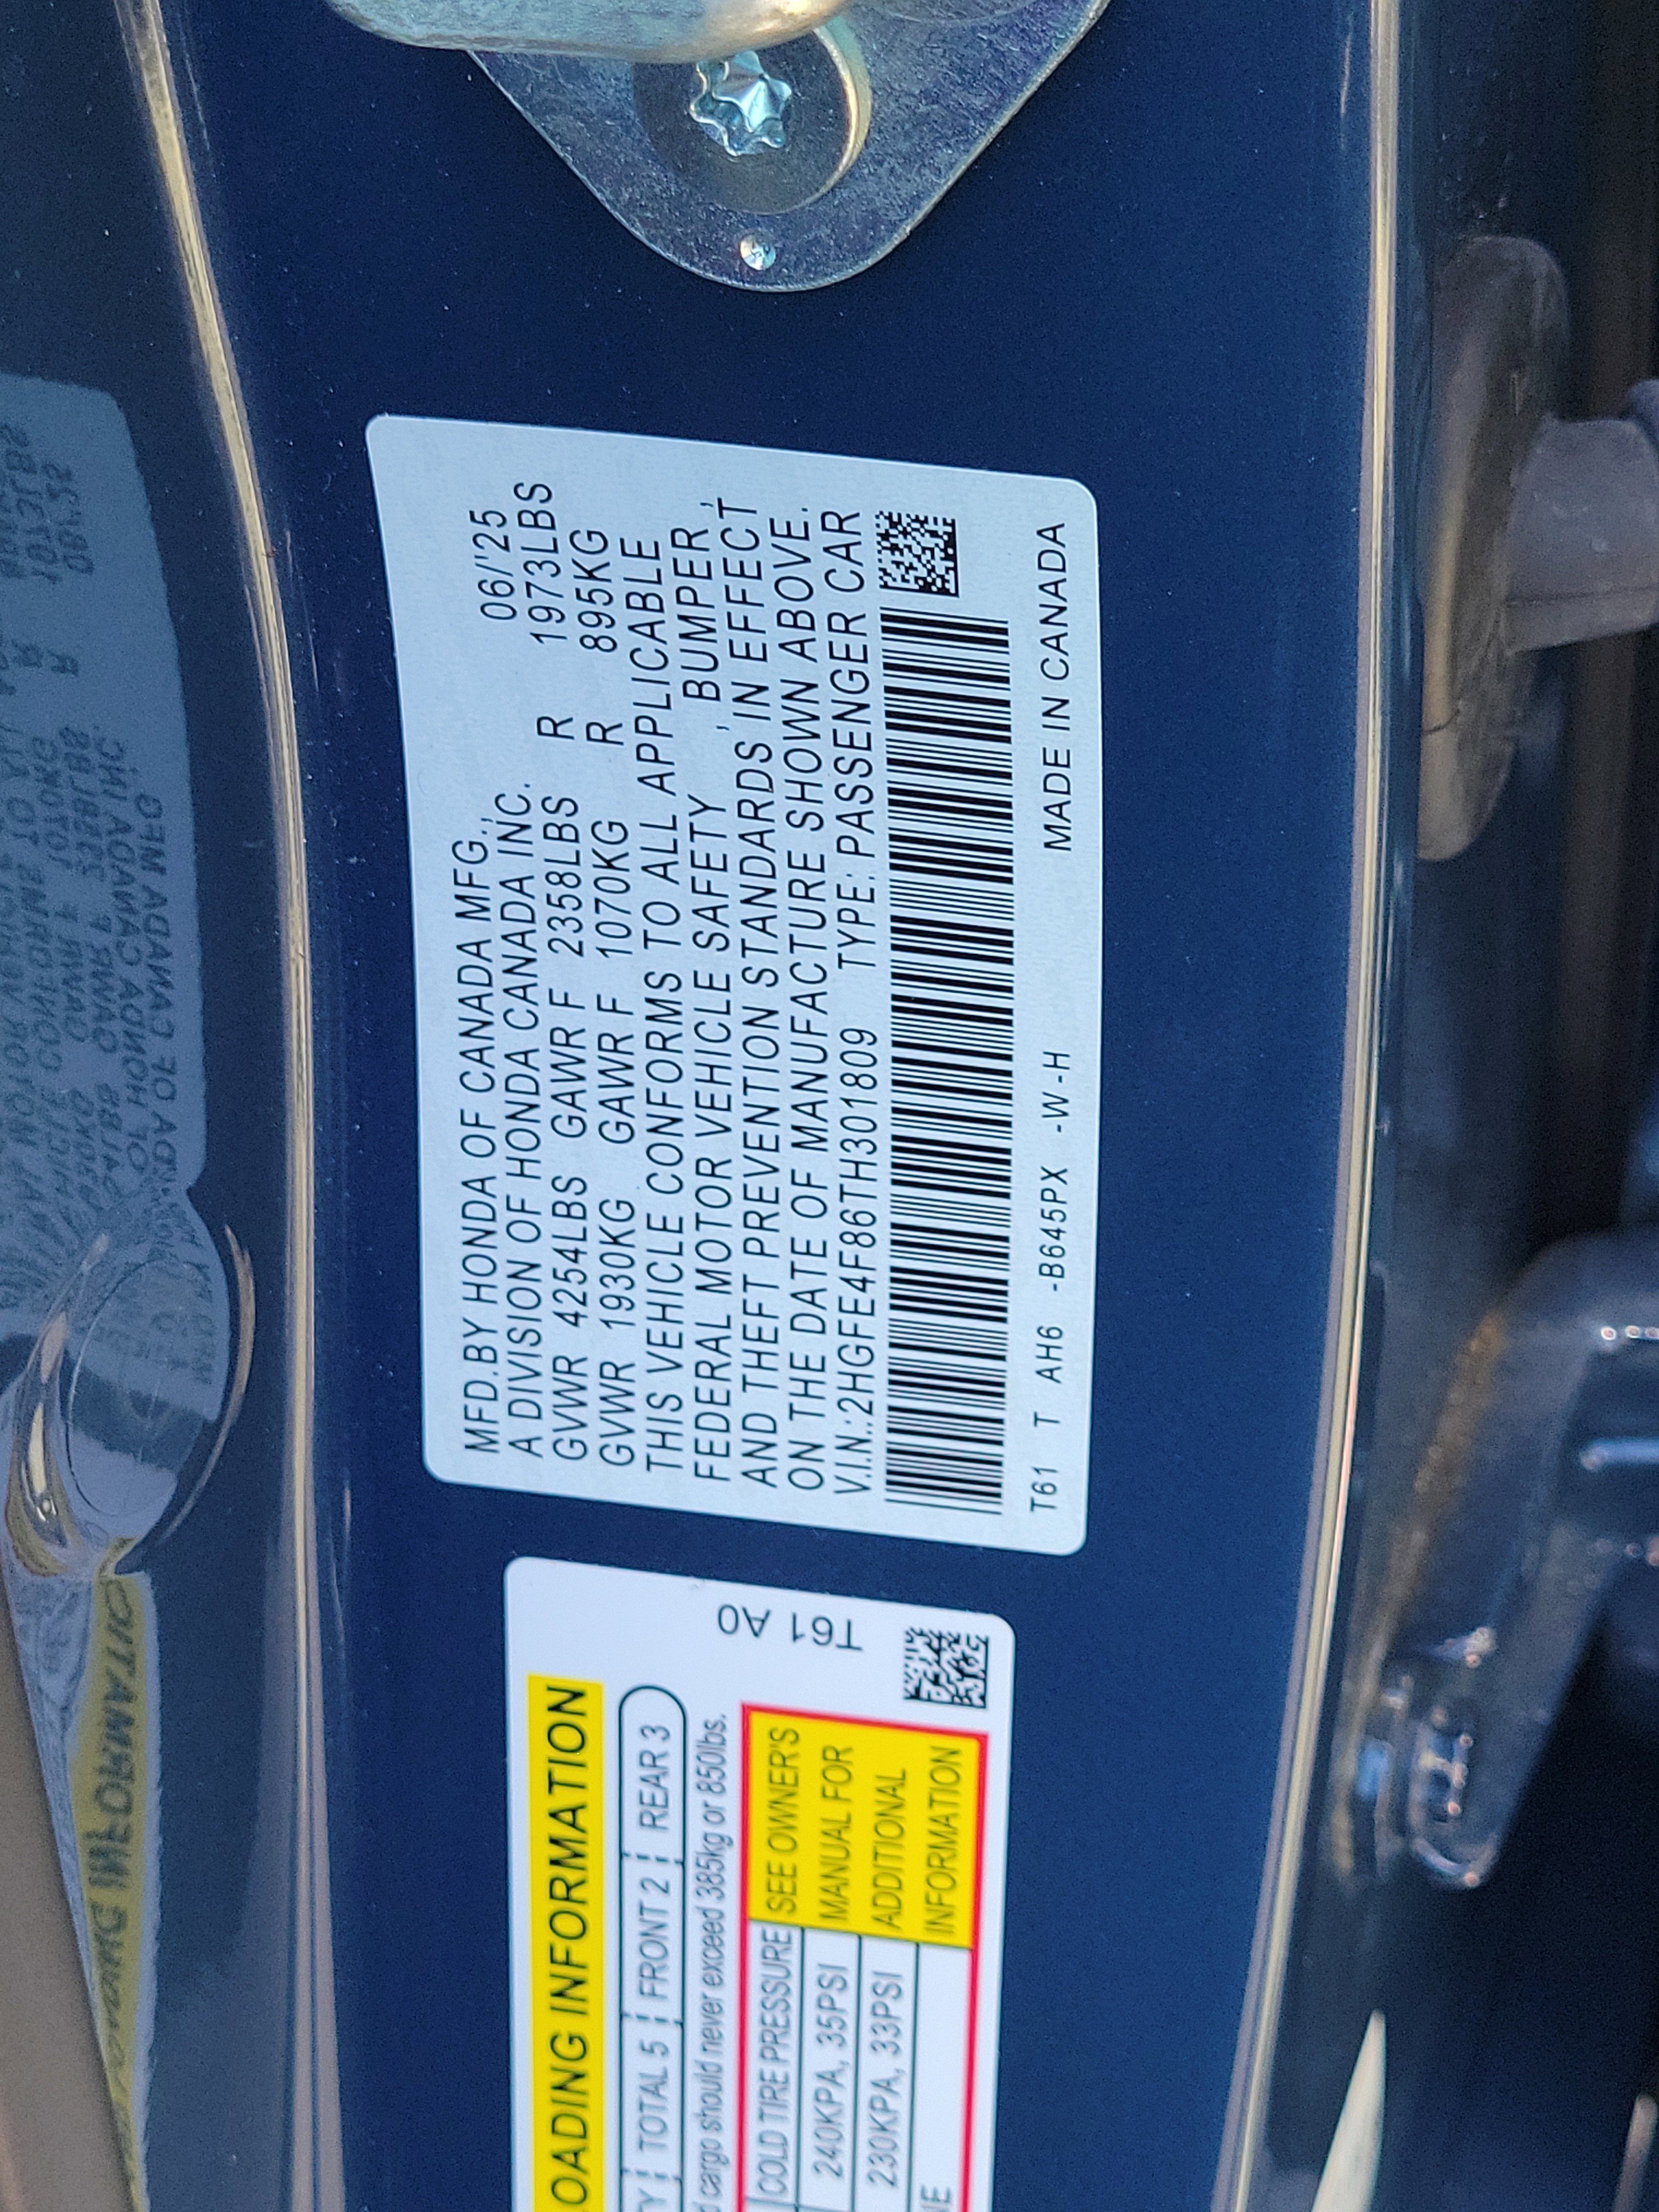 MFD.BY HONDA OF CANADA MFG.,
A DIVISION OF HONDA CANADA INC. 06/'25
GVWR 4254LBS GAWR F 2358LBS R 1973LBS
GVWR 1930KG GAWR F 1070KG R 895KG
THIS VEHICLE CONFORMS TO ALL APPLICABLE
FEDERAL MOTOR VEHICLE SAFETY , BUMPER ,
AND THEFT PREVENTION STANDARDS IN EFFECT
ON THE DATE OF MANUFACTURE SHOWN ABOVE.
V.I.N.:2HGFE4F86TH301809 TYPE: PASSENGER CAR
T61 T AH6 -B645PX -W-H MADE IN CANADA
OADING INFORMATION
TY TOTAL 5 FRONT 2 REAR 3
d cargo should never exceed 385kg or 850lbs.
COLD TIRE PRESSURE
240KPA, 35PSI
230KPA, 33PSI
NE
SEE OWNER'S
MANUAL FOR
ADDITIONAL
INFORMATION
T61 A0